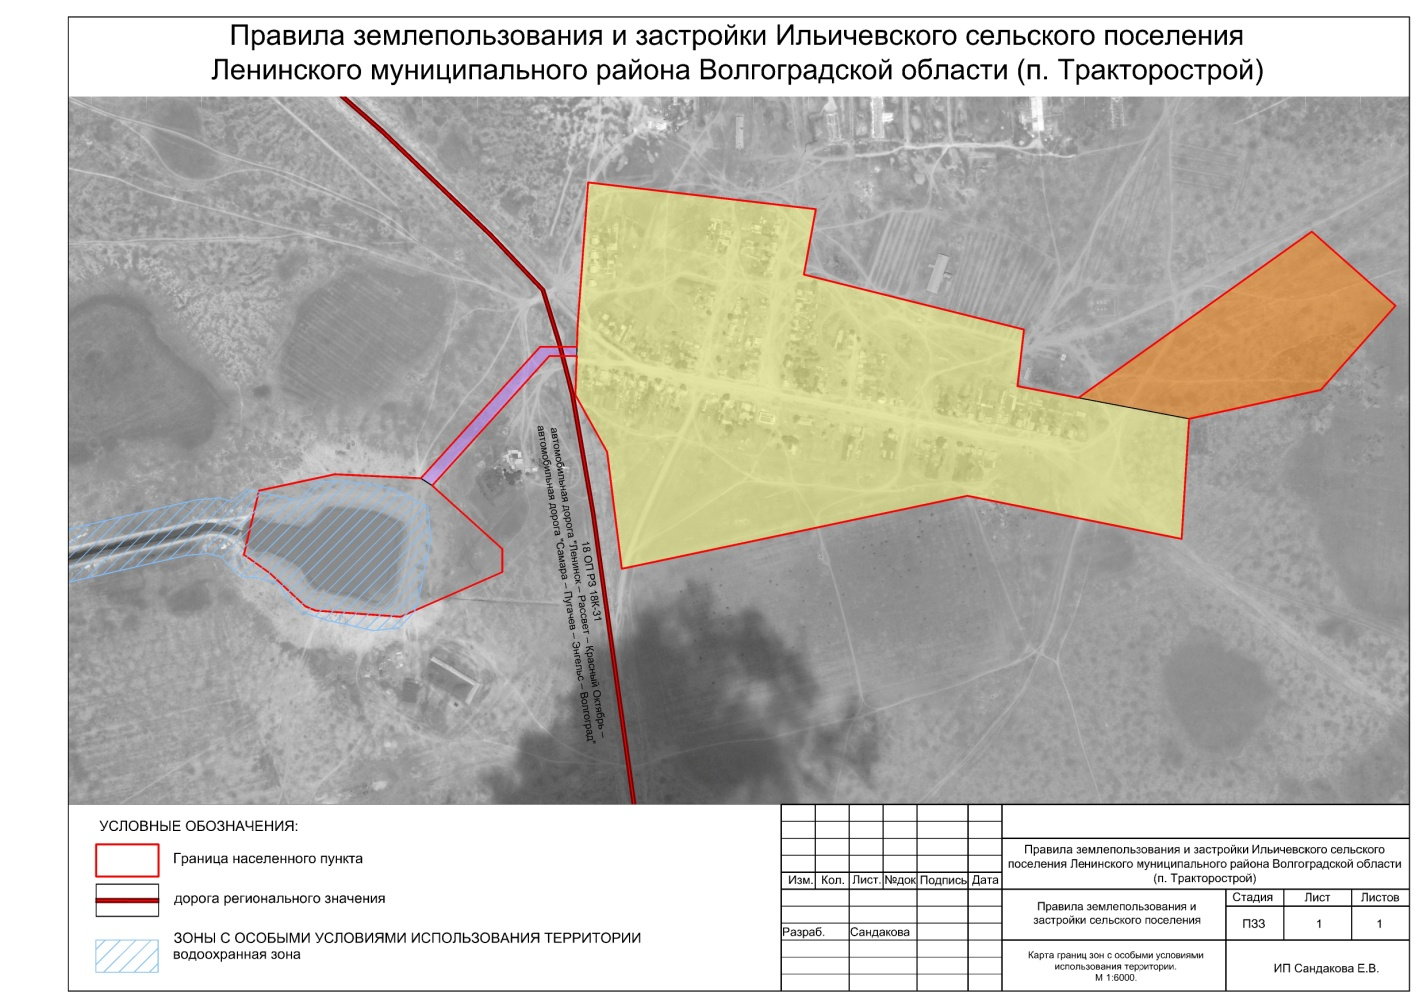 Правила землепользования и застройки Ильичевского сельского поселения
Ленинского муниципального района Волгоградской области (п. Тракторострой)
18 ОП РЗ 18К-31
автомобильная дорога "Ленинск – Рассвет – Красный Октябрь –
автомобильная дорога "Самара – Пугачев – Энгельс – Волгоград"
УСЛОВНЫЕ ОБОЗНАЧЕНИЯ:
Граница населенного пункта
дорога регионального значения
ЗОНЫ С ОСОБЫМИ УСЛОВИЯМИ ИСПОЛЬЗОВАНИЯ ТЕРРИТОРИИ
водоохранная зона
Изм. Кол. Лист. №док Подпись Дата
Разраб. Сандакова
Правила землепользования и застройки Ильичевского сельского
поселения Ленинского муниципального района Волгоградской области
(п. Тракторострой)
Правила землепользования и
застройки сельского поселения
Стадия Лист Листов
ПЗЗ 1 1
Карта границ зон с особыми условиями
использования территории.
М 1:6000.
ИП Сандакова Е.В.